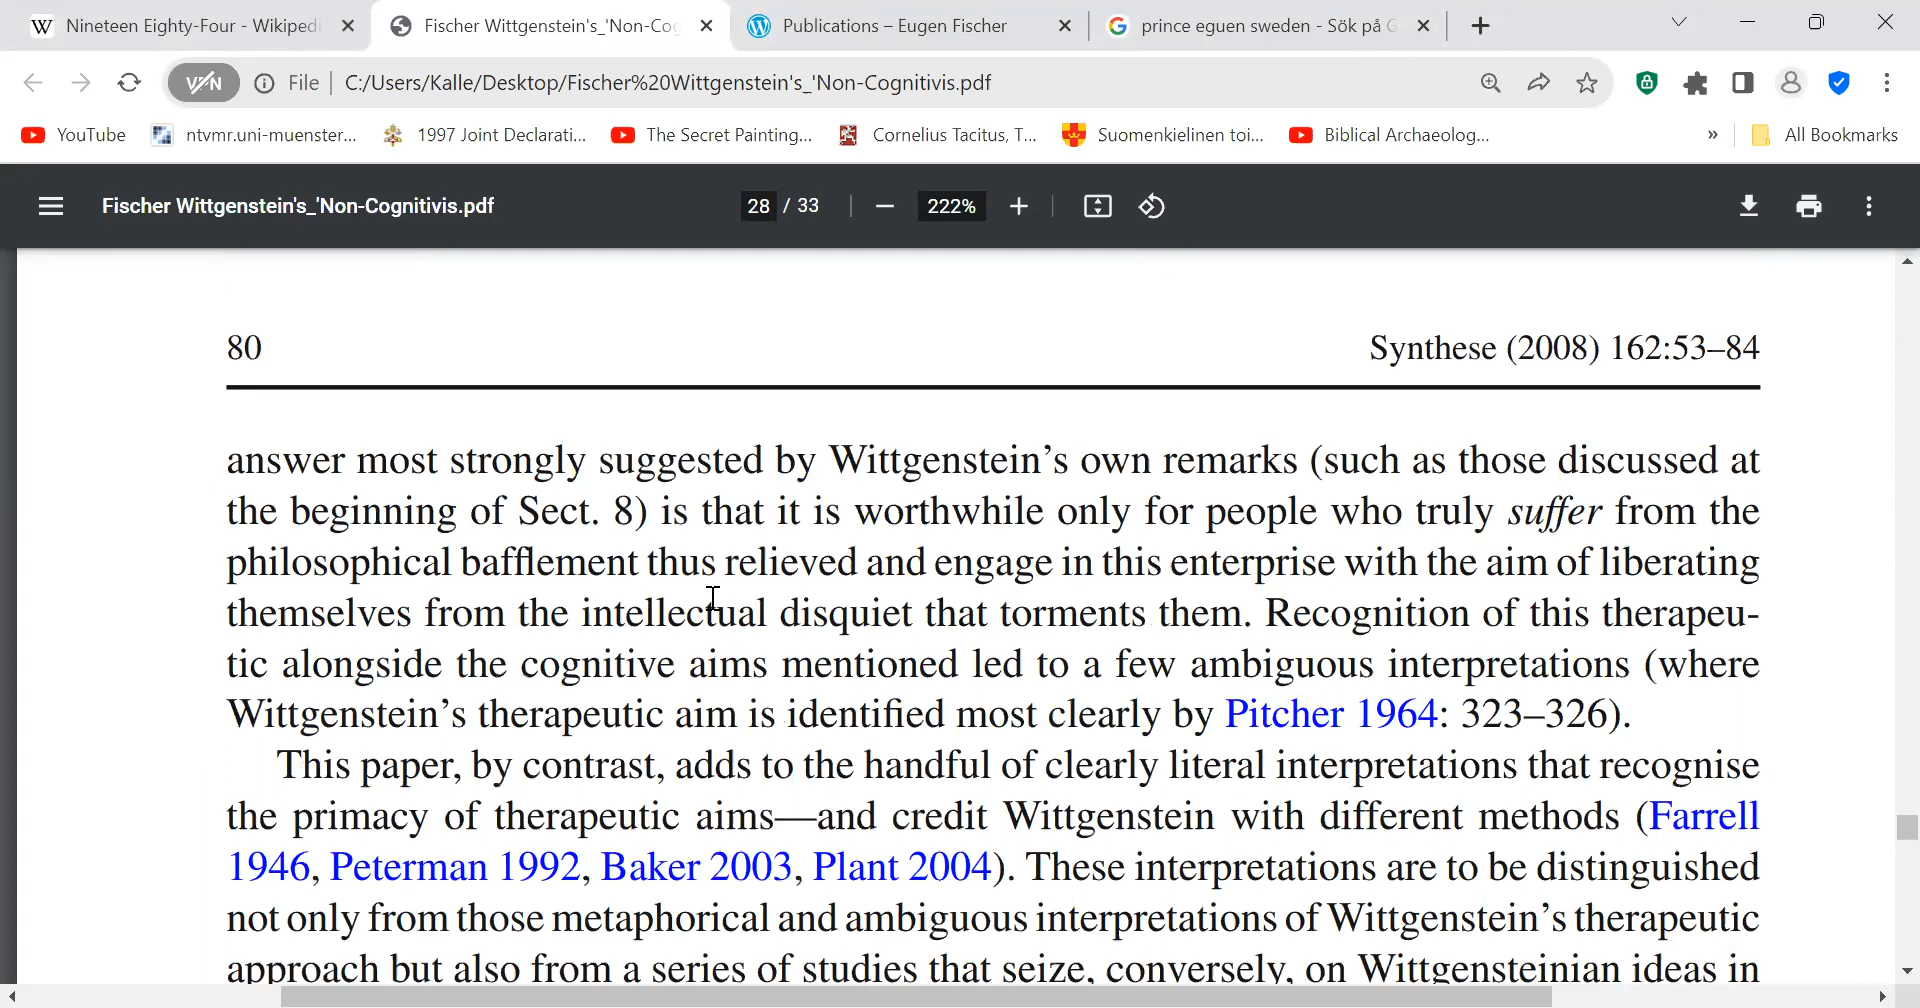 Nineteen Eighty-Four - Wikiped
Fischer Wittgenstein's_'Non-Cog
Publications – Eugen Fischer
prince eguen sweden - Sök på G
VPN
File
C:/Users/Kalle/Desktop/Fischer%20Wittgenstein's_'Non-Cognitivis.pdf
YouTube
ntvmr.uni-muenster...
1997 Joint Declarati...
The Secret Painting...
Cornelius Tacitus, T...
Suomenkielinen toi...
Biblical Archaeolog...
»
All Bookmarks
Fischer Wittgenstein's_'Non-Cognitivis.pdf
28 / 33
222%
80
Synthese (2008) 162:53–84
answer most strongly suggested by Wittgenstein’s own remarks (such as those discussed at
the beginning of Sect. 8) is that it is worthwhile only for people who truly suffer from the
philosophical bafflement thus relieved and engage in this enterprise with the aim of liberating
themselves from the intellectual disquiet that torments them. Recognition of this therapeu-
tic alongside the cognitive aims mentioned led to a few ambiguous interpretations (where
Wittgenstein’s therapeutic aim is identified most clearly by Pitcher 1964: 323–326).
This paper, by contrast, adds to the handful of clearly literal interpretations that recognise
the primacy of therapeutic aims—and credit Wittgenstein with different methods (Farrell
1946, Peterman 1992, Baker 2003, Plant 2004). These interpretations are to be distinguished
not only from those metaphorical and ambiguous interpretations of Wittgenstein’s therapeutic
approach but also from a series of studies that seize, conversely, on Wittgensteinian ideas in